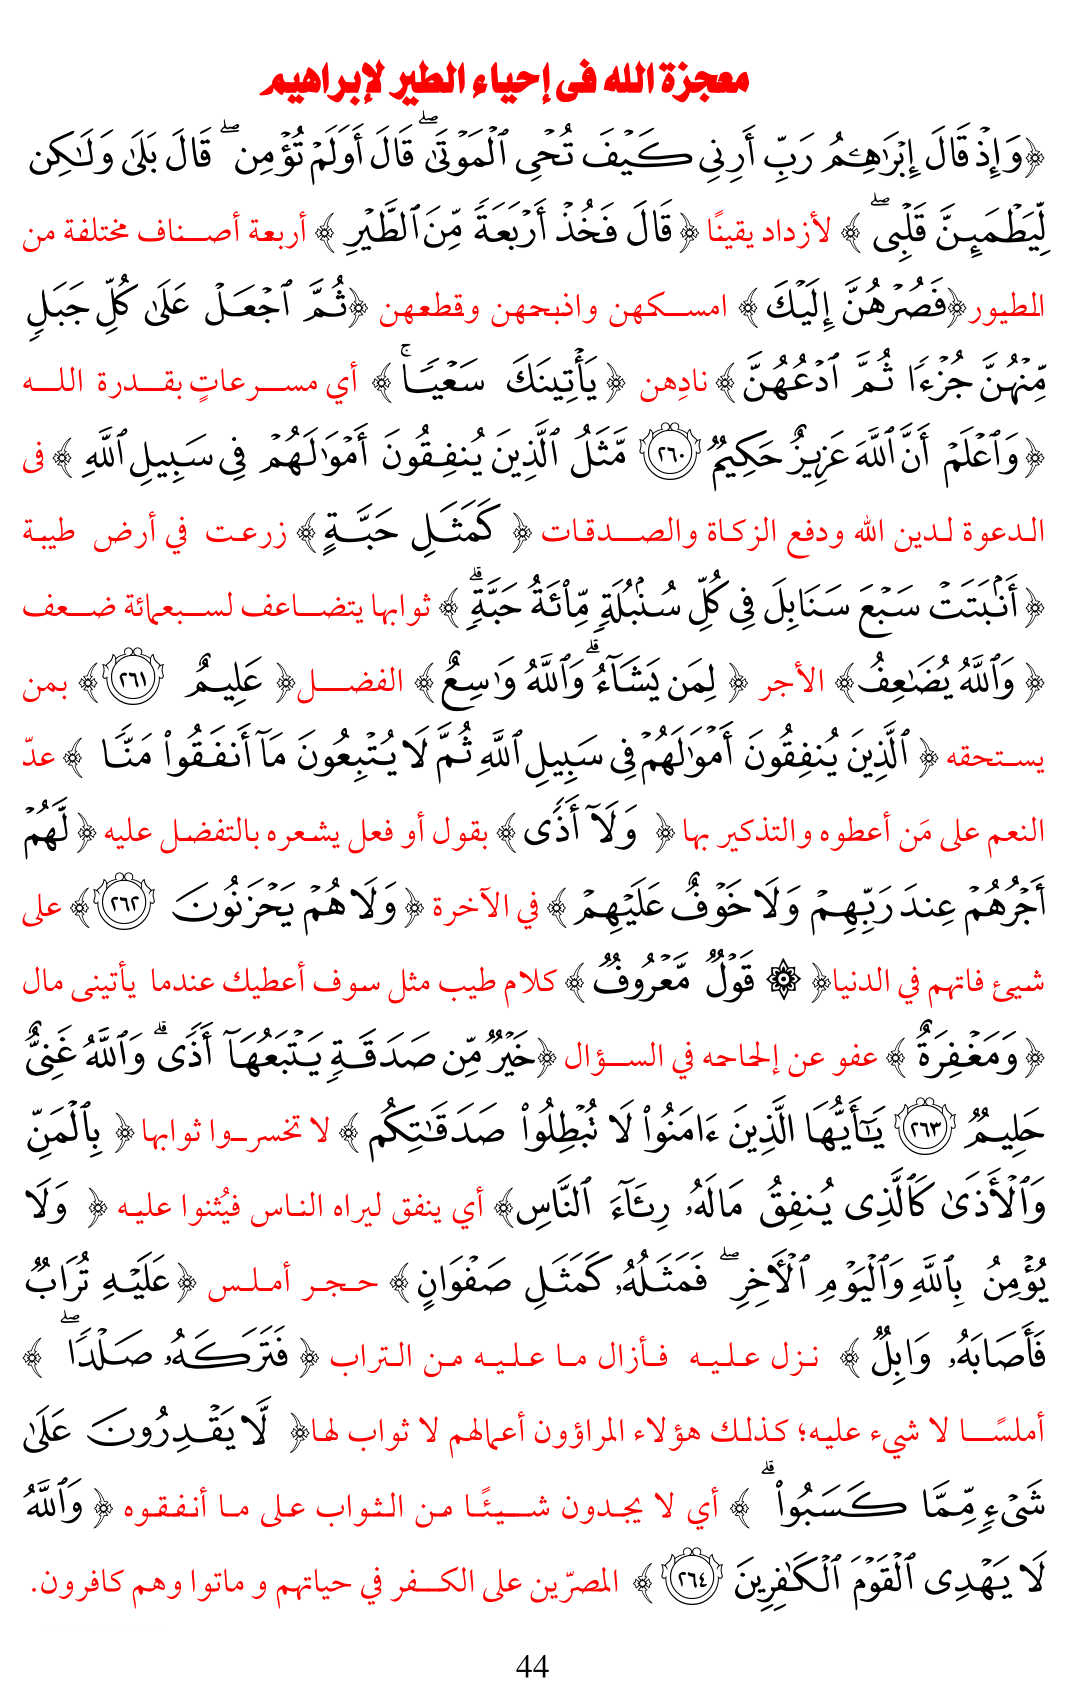 معجزة الله فى إحياء الطير لإبراهيم
﴿وَإِذْ قَالَ إِبْرَٰهِـۧمُ رَبِّ أَرِنِى كَيْفَ تُحْىِ ٱلْمَوْتَىٰ ۖ قَالَ أَوَلَمْ تُؤْمِن ۖ قَالَ بَلَىٰ وَلَـٰكِن
لِّيَطْمَئِنَّ قَلْبِى ۖ ﴾ لأزداد يقينًا ﴿ قَالَ فَخُذْ أَرْبَعَةً مِّنَ ٱلطَّيْرِ ﴾ أربعة أصناف مختلفة من
الطيور﴿فَصُرْهُنَّ إِلَيْكَ ﴾ امسكهن واذبحهن وقطعهن ﴿ثُمَّ ٱجْعَلْ عَلَىٰ كُلِّ جَبَلٍ
مِّنْهُنَّ جُزْءًا ثُمَّ ٱدْعُهُنَّ ﴾ نادِهن ﴿ يَأْتِينَكَ سَعْيًا ۚ ﴾ أي مسرعاتٍ بقدرة الله
﴿ وَٱعْلَمْ أَنَّ ٱللَّهَ عَزِيزٌ حَكِيمٌ ٢٦٠ مَّثَلُ ٱلَّذِينَ يُنفِقُونَ أَمْوَٰلَهُمْ فِى سَبِيلِ ٱللَّهِ ﴾ فى
الدعوة لدين الله ودفع الزكاة والصدقات ﴿ كَمَثَلِ حَبَّةٍ ﴾ زرعت في أرض طيبة
﴿ أَنۢبَتَتْ سَبْعَ سَنَابِلَ فِى كُلِّ سُنۢبُلَةٍ مِّا۟ئَةُ حَبَّةٍ ۗ ﴾ ثوابها يتضاعف لسبعمائة ضعف
﴿ وَٱللَّهُ يُضَـٰعِفُ﴾ الأجر ﴿ لِمَن يَشَآءُ ۗ وَٱللَّهُ وَٰسِعٌ ﴾ الفضل﴿ عَلِيمٌ ٢٦١ ﴾ بمن
يستحقه ﴿ ٱلَّذِينَ يُنفِقُونَ أَمْوَٰلَهُمْ فِى سَبِيلِ ٱللَّهِ ثُمَّ لَا يُتْبِعُونَ مَآ أَنفَقُوا۟ مَنًّا ﴾ عدّ
النعم على مَن أعطوه والتذكير بها ﴿ وَلَآ أَذًى ﴾ بقول أو فعل يشعره بالتفضل عليه ﴿ لَّهُمْ
أَجْرُهُمْ عِندَ رَبِّهِمْ وَلَا خَوْفٌ عَلَيْهِمْ ﴾ في الآخرة ﴿ وَلَا هُمْ يَحْزَنُونَ ٢٦٢ ﴾ على
شيئ فاتهم في الدنيا﴿ ۞ قَوْلٌ مَّعْرُوفٌ ﴾ كلام طيب مثل سوف أعطيك عندما يأتينى مال
﴿ وَمَغْفِرَةٌ ﴾ عفو عن إلحاحه في السؤال ﴿خَيْرٌ مِّن صَدَقَةٍ يَتْبَعُهَآ أَذًى ۗ وَٱللَّهُ غَنِىٌّ
حَلِيمٌ ٢٦٣ يَـٰٓأَيُّهَا ٱلَّذِينَ ءَامَنُوا۟ لَا تُبْطِلُوا۟ صَدَقَـٰتِكُم ﴾ لا تخسروا ثوابها ﴿ بِٱلْمَنِّ
وَٱلْأَذَىٰ كَٱلَّذِى يُنفِقُ مَالَهُۥ رِئَآءَ ٱلنَّاسِ﴾ أي ينفق ليراه الناس فيُثنوا عليه ﴿ وَلَا
يُؤْمِنُ بِٱللَّهِ وَٱلْيَوْمِ ٱلْـَٔاخِرِ ۖ فَمَثَلُهُۥ كَمَثَلِ صَفْوَانٍ ﴾ حجر أملس ﴿ عَلَيْهِ تُرَابٌ
فَأَصَابَهُۥ وَابِلٌ ﴾ نزل عليه فأزال ما عليه من التراب ﴿ فَتَرَكَهُۥ صَلْدًا ۖ ﴾
أملسًا لا شيء عليه؛ كذلك هؤلاء المراؤون أعمالهم لا ثواب لها﴿ لَّا يَقْدِرُونَ عَلَىٰ
شَىْءٍ مِّمَّا كَسَبُوا۟ ۗ ﴾ أي لا يجدون شيئًا من الثواب على ما أنفقوه ﴿ وَٱللَّهُ
لَا يَهْدِى ٱلْقَوْمَ ٱلْكَـٰفِرِينَ ٢٦٤ ﴾ المصرّين على الكفر في حياتهم و ماتوا وهم كافرون.
44